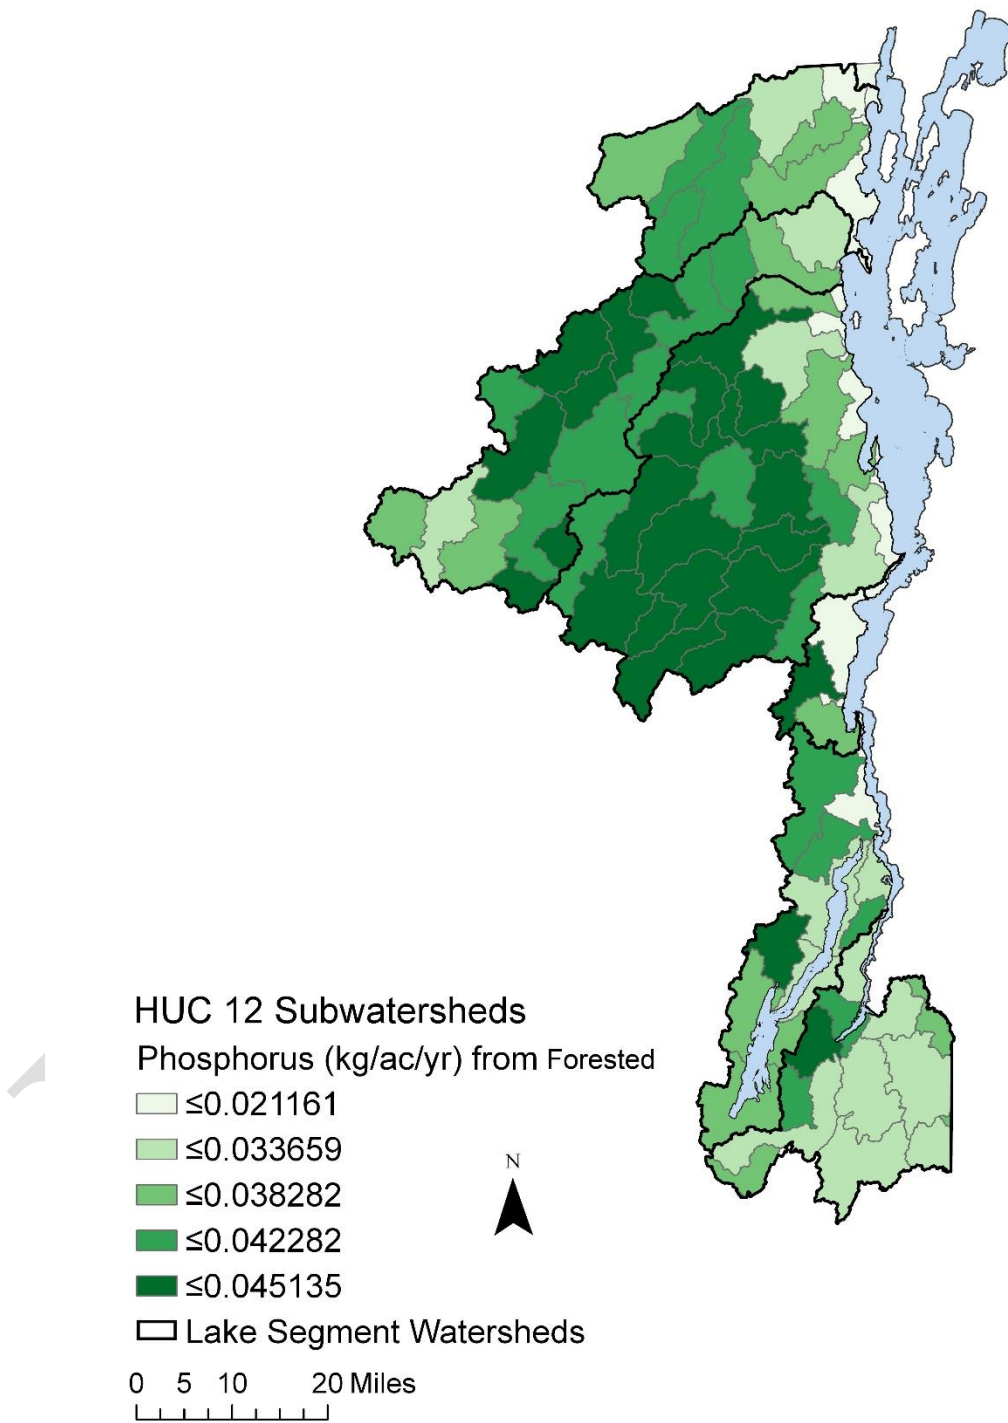 HUC 12 Subwatersheds
Phosphorus (kg/ac/yr) from Forested
≤0.021161
≤0.033659
≤0.038282
≤0.042282
≤0.045135
Lake Segment Watersheds
N
0 5 10 20 Miles